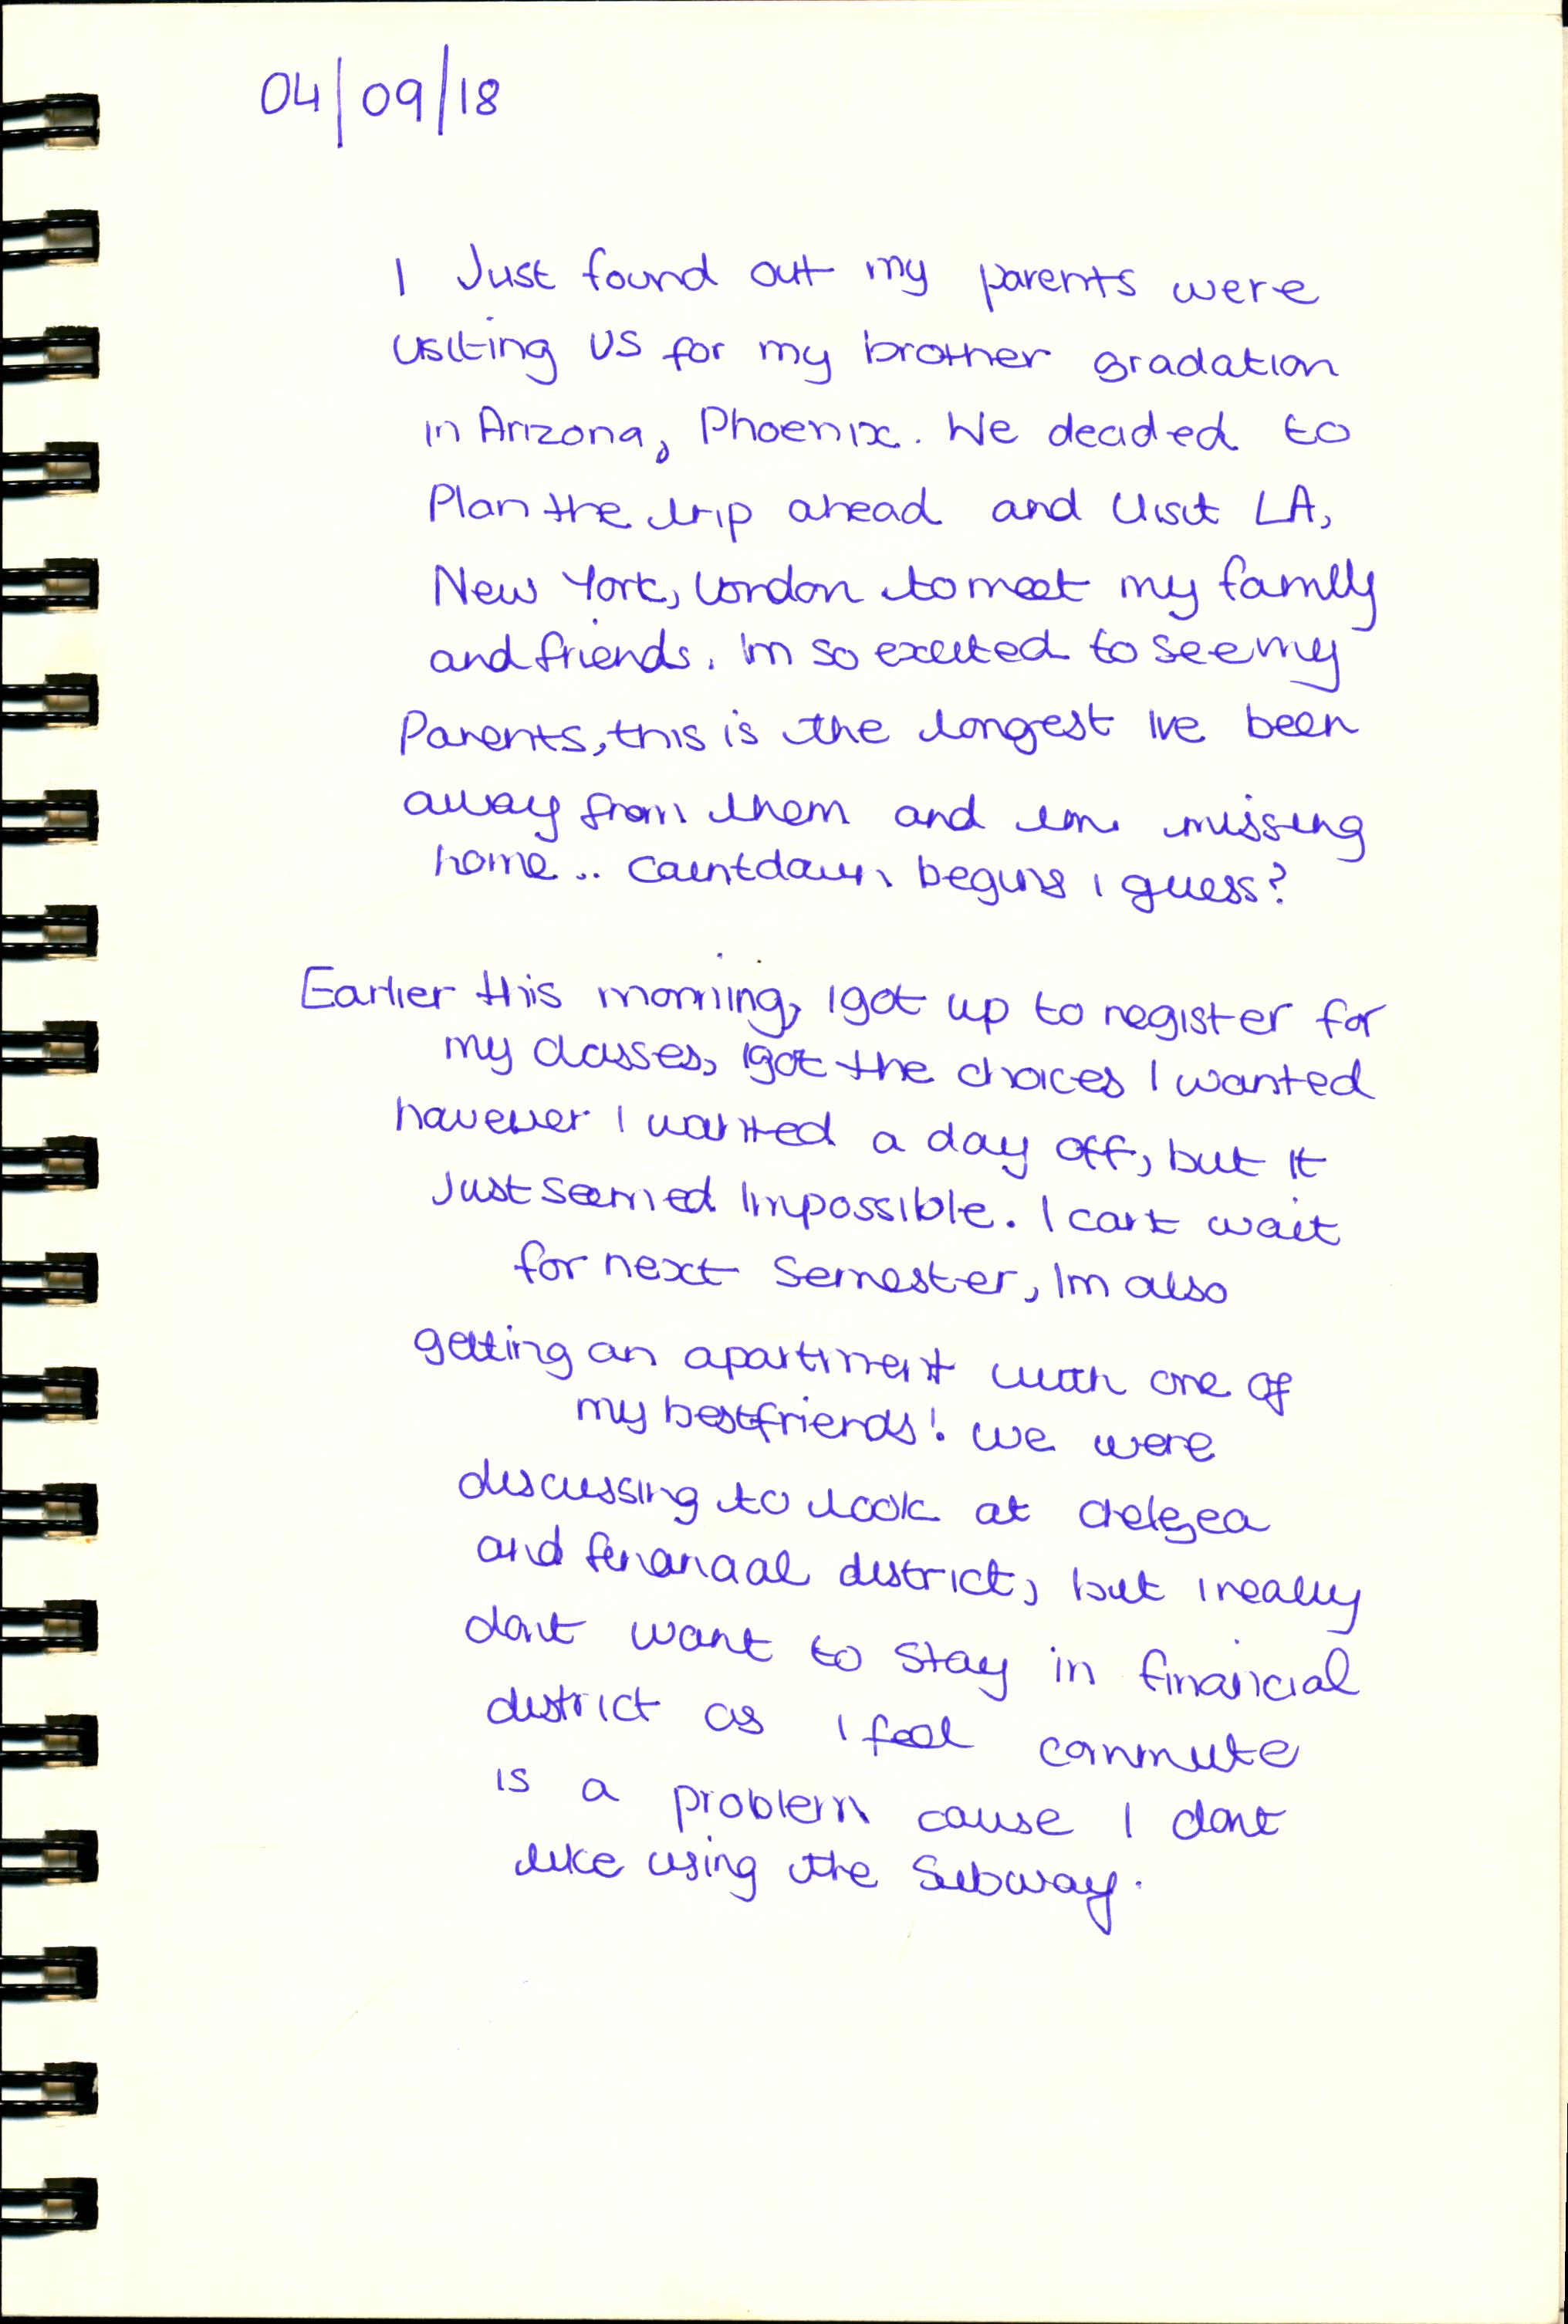 04/09/18
I Just found out my parents were
visiting US for my brother gradation
in Arizona, Phoenix. We decided to
Plan the trip ahead and Visit LA,
New York, London to meet my family
and friends. Im so excited to see my
Parents, this is the longest Ive been
away from them and im missing
home.. Countdown begins I guess?
Earlier this morning, I got up to register for
my classes, I got the choices I wanted
however I wanted a day off, but it
Just seemed Impossible. I cant wait
for next Semester, Im also
getting an apartment with one of
my bestfriends! We were
discussing to look at chelsea
and financial district, but I really
dont want to stay in financial
district as I feel commute
is a problem cause I dont
like using the Subway.